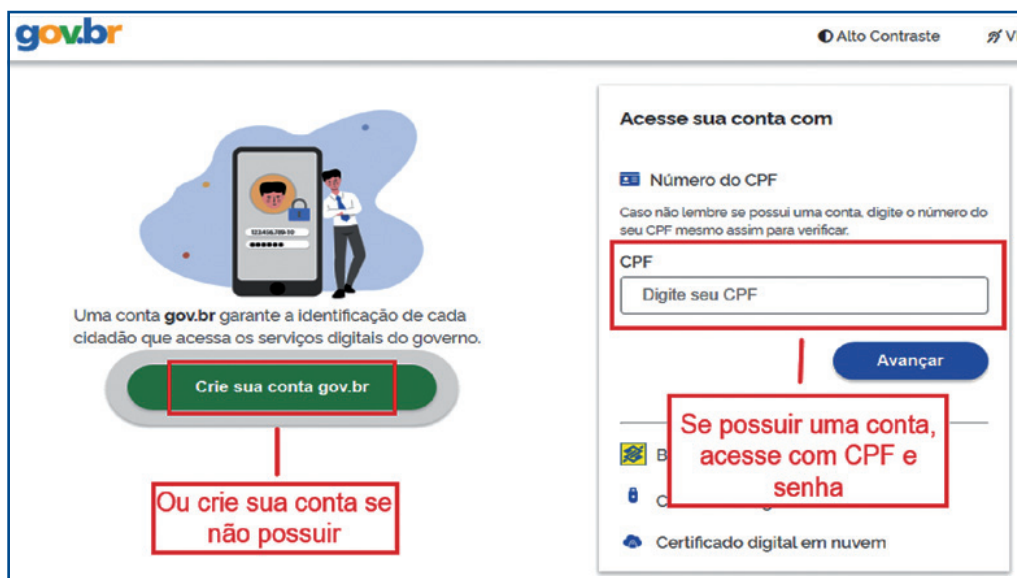 gov.br
Alto Contraste
Acesse sua conta com
Número do CPF
Caso não lembre se possui uma conta, digite o número do
seu CPF mesmo assim para verificar.
CPF
Digite seu CPF
Avançar
Se possuir uma conta,
acesse com CPF e
senha
B
C
Certificado digital em nuvem
123456789-10
Uma conta gov.br garante a identificação de cada
cidadão que acessa os serviços digitais do governo.
Crie sua conta gov.br
Ou crie sua conta se
não possuir